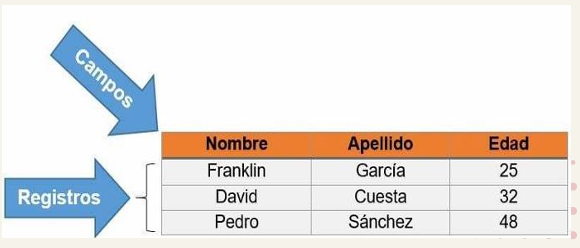 Campos
Nombre Apellido Edad
Franklin García 25
Registros
David Cuesta 32
Pedro Sánchez 48